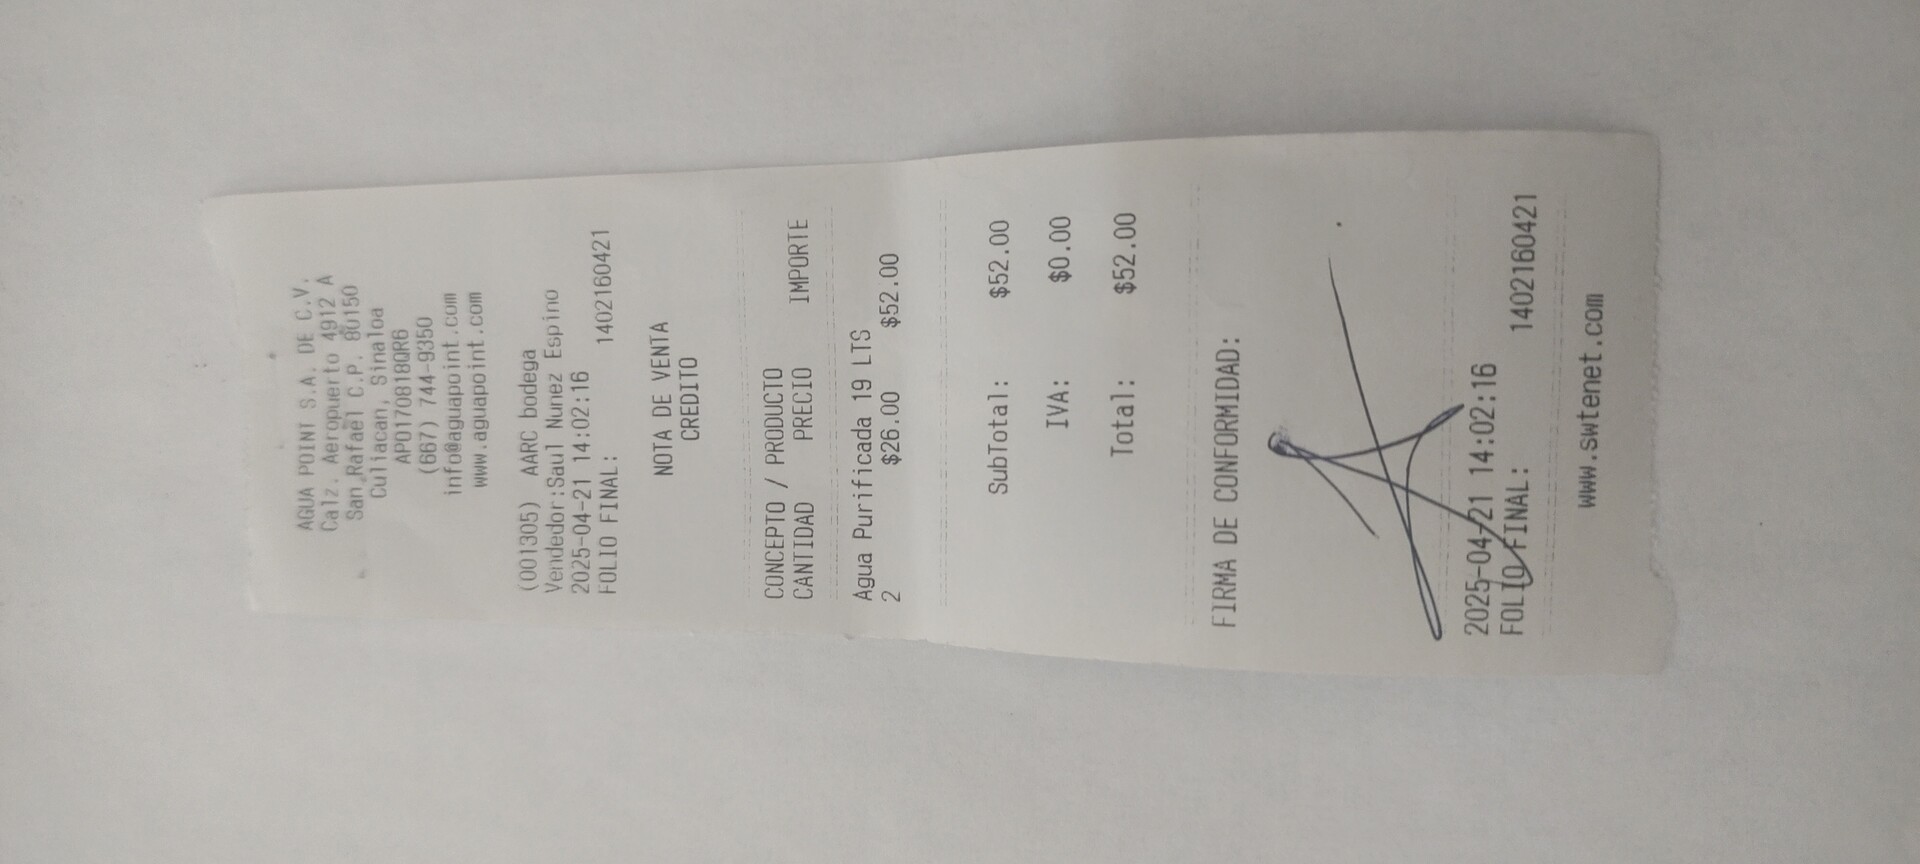 AGUA POINT S.A. DE C.V.
Calz. Aeropuerto 4912 A
San Rafael C.P. 80150
Culiacan, Sinaloa
APO170818QR6
(667) 744-9350
info@aguapoint.com
www.aguapoint.com
(001305) AARC bodega
Vendedor:Saul Nunez Espino
2025-04-21 14:02:16
FOLIO FINAL: 1402160421
NOTA DE VENTA
CREDITO
CONCEPTO / PRODUCTO
CANTIDAD PRECIO IMPORTE
Agua Purificada 19 LTS
2 $26.00 $52.00
SubTotal: $52.00
IVA: $0.00
Total: $52.00
FIRMA DE CONFORMIDAD:
2025-04-21 14:02:16
FOLIO FINAL: 1402160421
www.swtenet.com